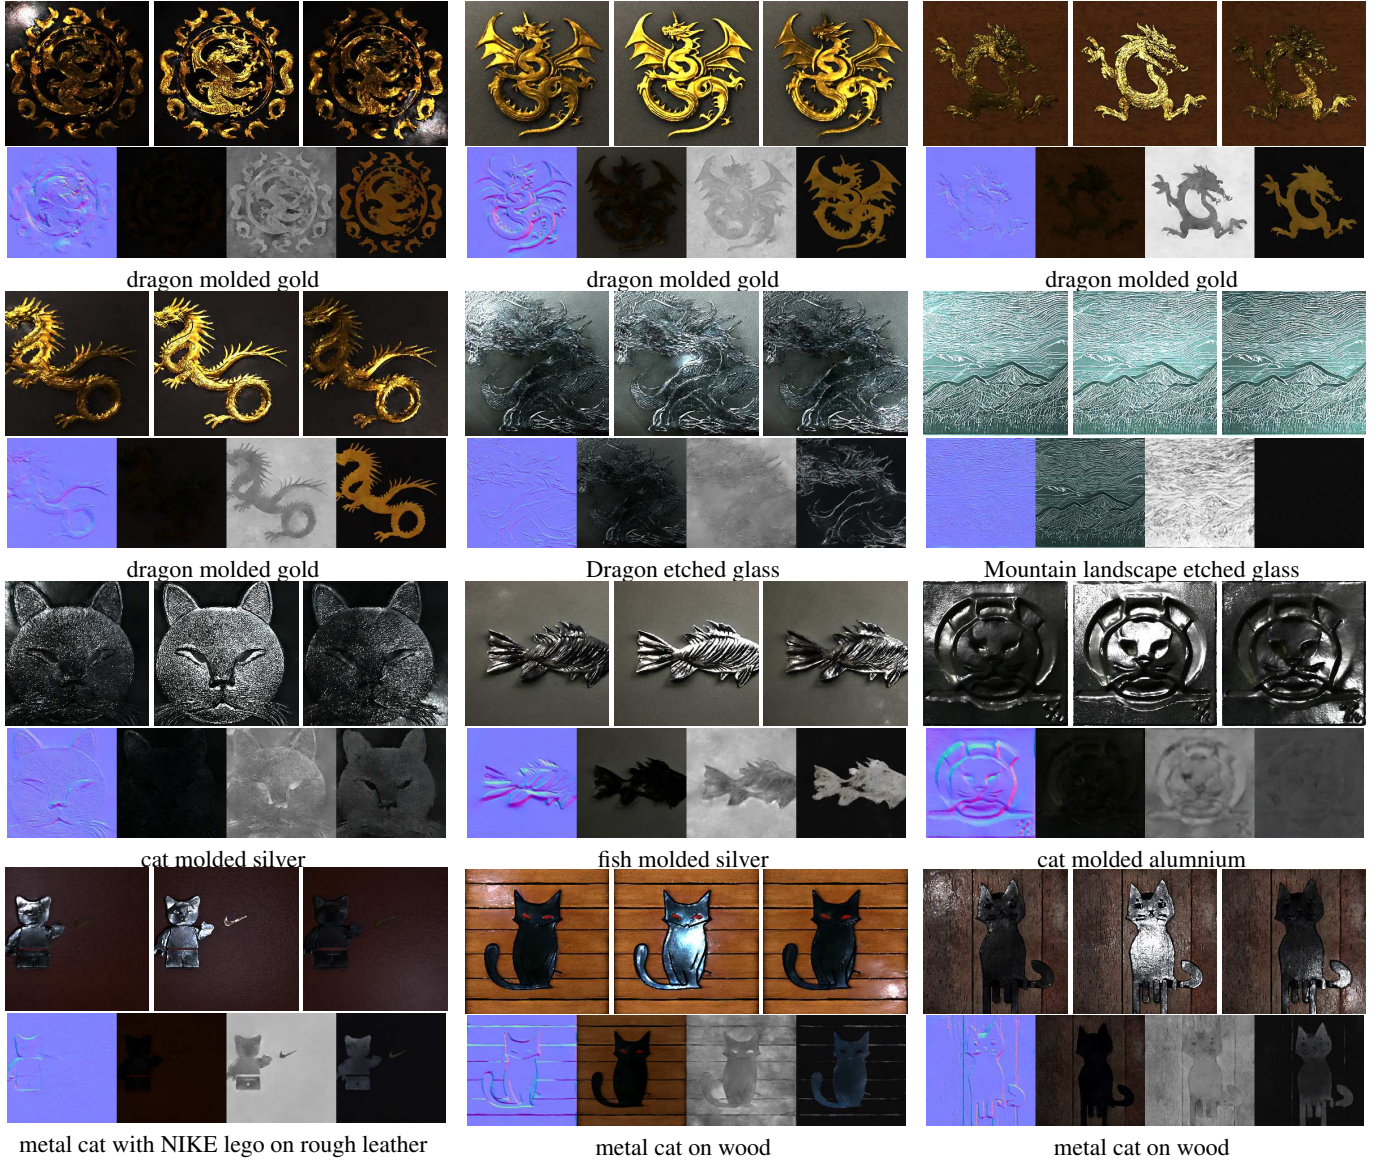 dragon molded gold
dragon molded gold
dragon molded gold
dragon molded gold
Dragon etched glass
Mountain landscape etched glass
cat molded silver
fish molded silver
cat molded alumnium
metal cat with NIKE lego on rough leather
metal cat on wood
metal cat on wood